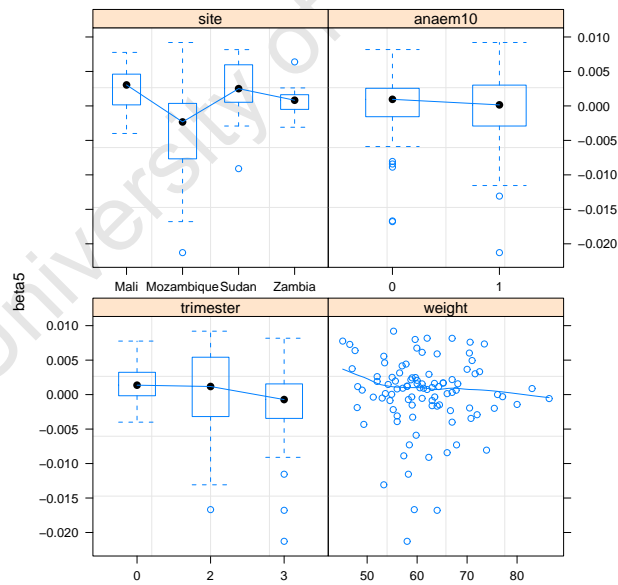 site anaem10
0.010
0.005
0.000
−0.005
−0.010
−0.015
−0.020
Mali Mozambique Sudan Zambia 0 1
beta5
trimester weight
0.010
0.005
0.000
−0.005
−0.010
−0.015
−0.020
0 2 3 50 60 70 80
University of